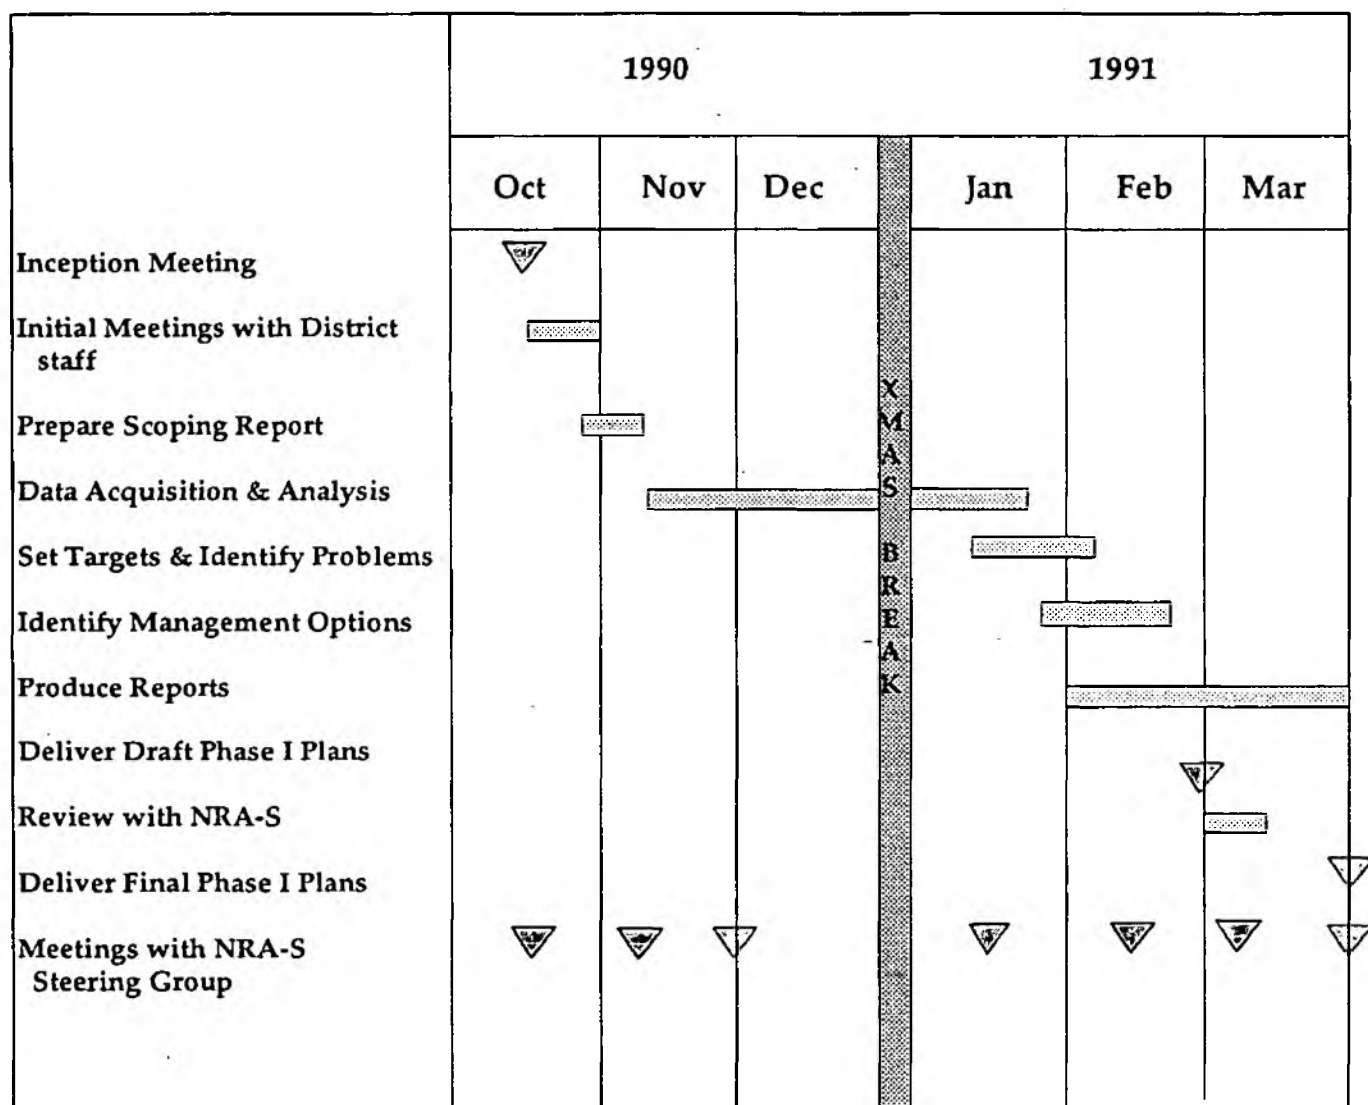 1990 1991
Oct Nov Dec Jan Feb Mar
Inception Meeting
Initial Meetings with District
staff
Prepare Scoping Report
Data Acquisition & Analysis
Set Targets & Identify Problems
Identify Management Options
Produce Reports
Deliver Draft Phase I Plans
Review with NRA-S
Deliver Final Phase I Plans
Meetings with NRA-S
Steering Group
XMAS BREAK